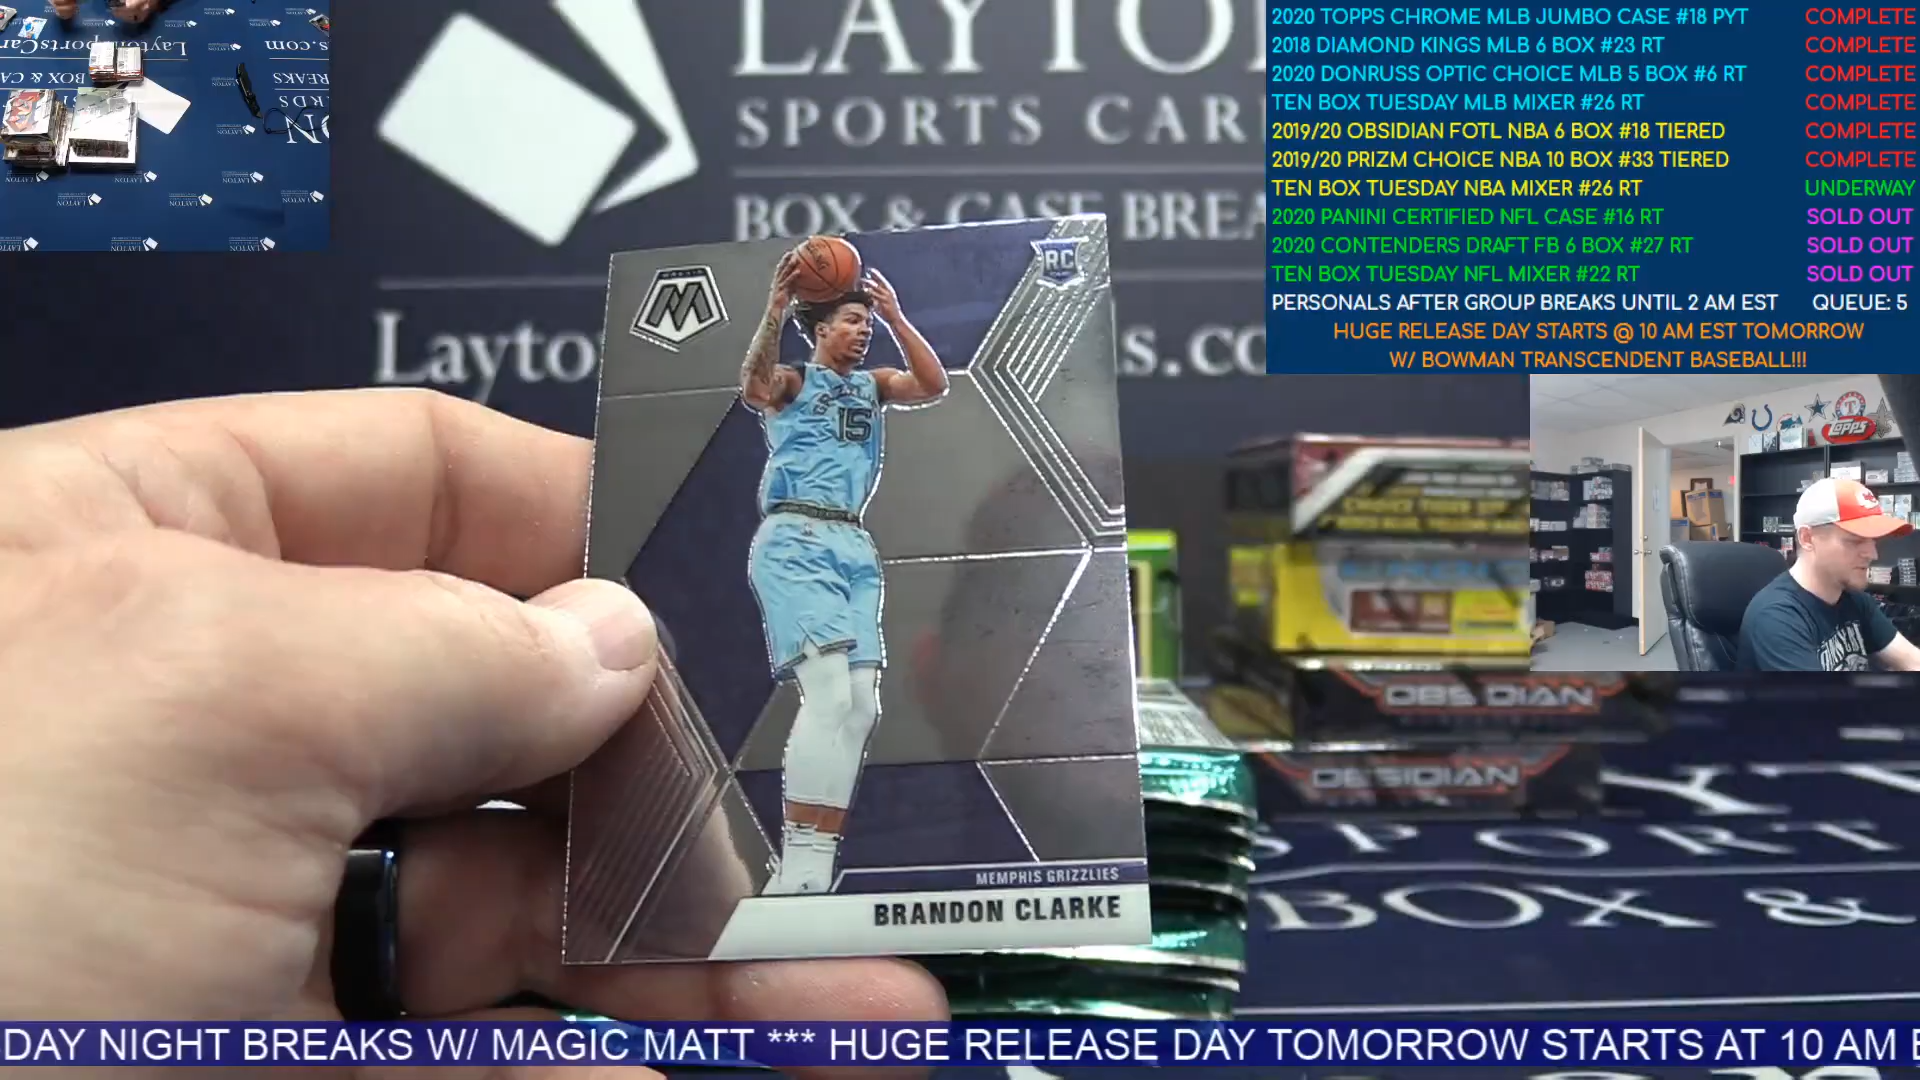 2020 TOPPS CHROME MLB JUMBO CASE #18 PYT COMPLETE
2018 DIAMOND KINGS MLB 6 BOX #23 RT COMPLETE
2020 DONRUSS OPTIC CHOICE MLB 5 BOX #6 RT COMPLETE
TEN BOX TUESDAY MLB MIXER #26 RT COMPLETE
2019/20 OBSIDIAN FOTL NBA 6 BOX #18 TIERED COMPLETE
2019/20 PRIZM CHOICE NBA 10 BOX #33 TIERED COMPLETE
TEN BOX TUESDAY NBA MIXER #26 RT UNDERWAY
2020 PANINI CERTIFIED NFL CASE #16 RT SOLD OUT
2020 CONTENDERS DRAFT FB 6 BOX #27 RT SOLD OUT
TEN BOX TUESDAY NFL MIXER #22 RT SOLD OUT
PERSONALS AFTER GROUP BREAKS UNTIL 2 AM EST QUEUE: 5
HUGE RELEASE DAY STARTS @ 10 AM EST TOMORROW
W/ BOWMAN TRANSCENDENT BASEBALL!!!
LAYTO
SPORTS CAR
BOX & CASE BREA
Layto s.co
RC
M
GRIZZLIES
15
MEMPHIS GRIZZLIES
BRANDON CLARKE
TOPPS
OBSIDIAN
OBSIDIAN
SPORT
BOX &
DAY NIGHT BREAKS W/ MAGIC MATT *** HUGE RELEASE DAY TOMORROW STARTS AT 10 AM E